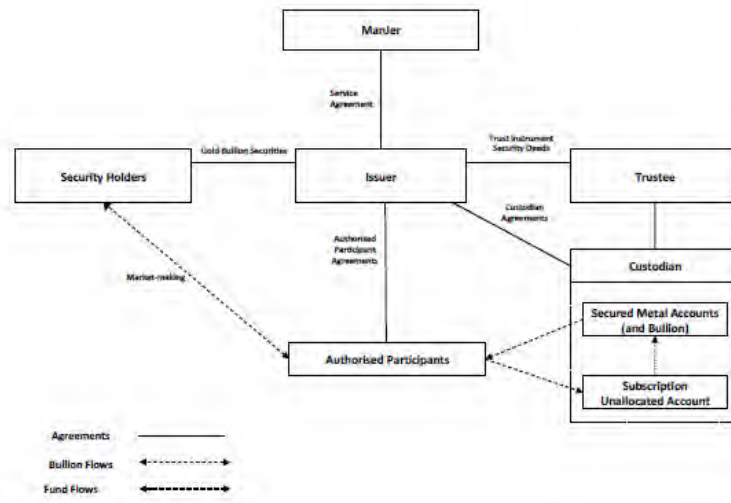 ManJer
Service
Agreement
Gold Bullion Securities
Trust Instrument
Security Deeds
Security Holders
Issuer
Trustee
Custodian
Agreements
Authorised
Participant
Agreements
Custodian
Market-making
Secured Metal Accounts
(and Bullion)
Authorised Participants
Subscription
Unallocated Account
Agreements
Bullion Flows
Fund Flows